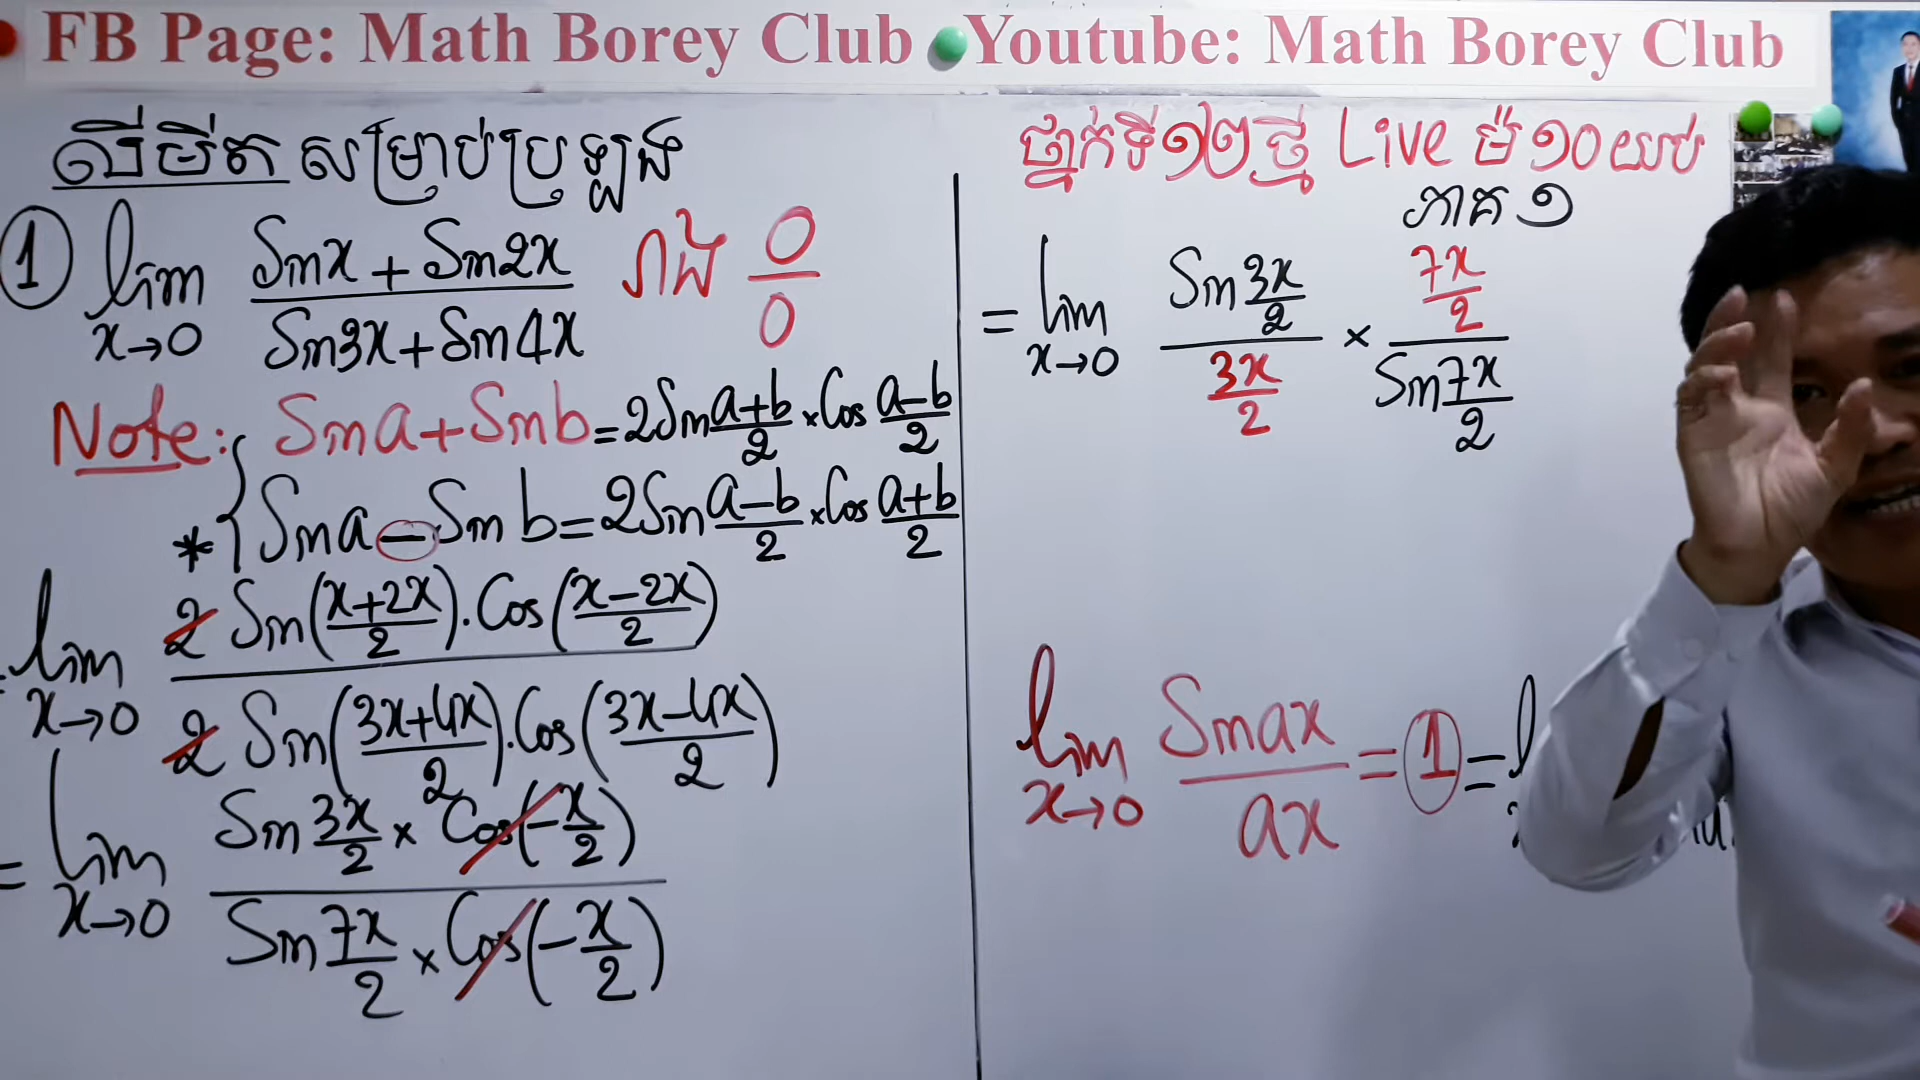 FB Page: Math Borey Club Youtube: Math Borey Club
លីមីត សម្រាប់ប្រឡង
① lim x→0 (Sinx + Sin2x)/(Sin3x + Sin4x) រាង 0/0
Note: Sina + Sinb = 2Sin (a+b)/2 × Cos (a−b)/2
* { Sina − Sinb = 2Sin (a−b)/2 × Cos (a+b)/2
= lim x→0 (2 Sin((x+2x)/2) . Cos((x−2x)/2))/(2 Sin((3x+4x)/2) . Cos((3x−4x)/2))
= lim x→0 (Sin 3x/2 × Cos(−x/2))/(Sin 7x/2 × Cos(−x/2))
ថ្នាក់ទី១២ថ្មី Live ម៉ ១០យប់
ភាគ ១
= lim x→0 (Sin 3x/2)/(3x/2) × (7x/2)/(Sin 7x/2)
lim x→0 Sinax/ax = ① =